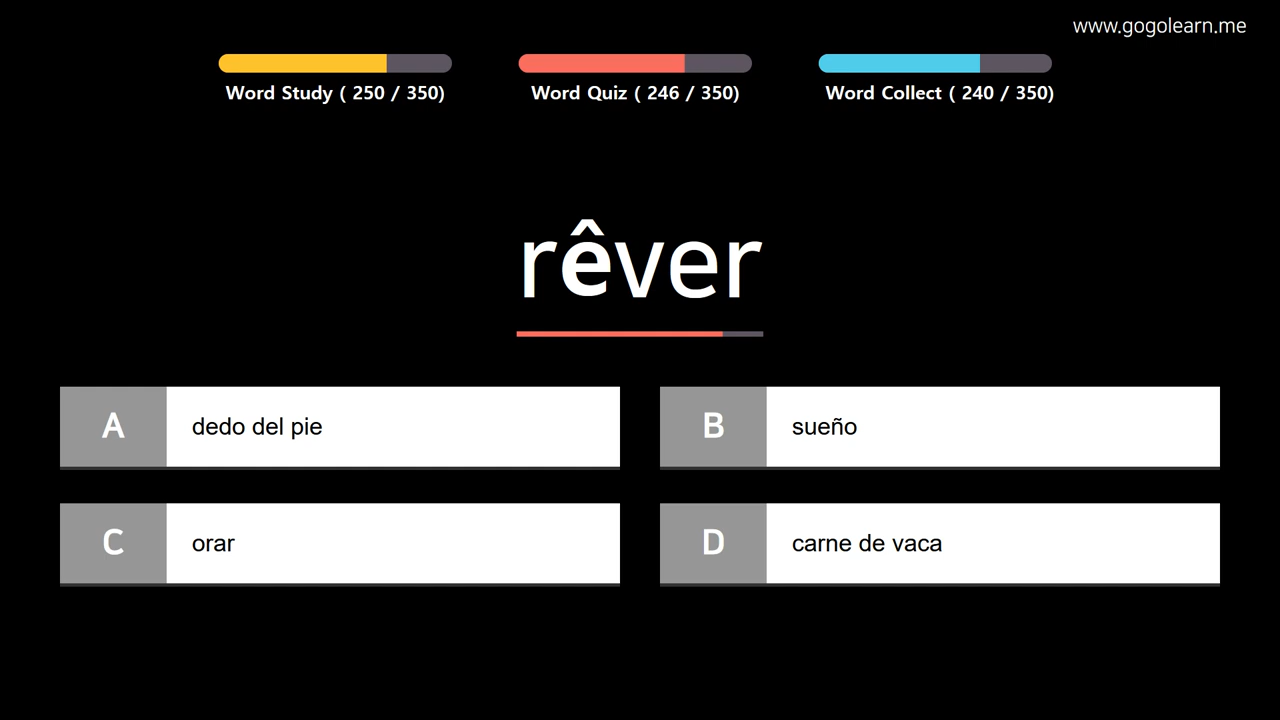 www.gogolearn.me
Word Study ( 250 / 350)
Word Quiz ( 246 / 350)
Word Collect ( 240 / 350)
rêver
A dedo del pie
B sueño
C orar
D carne de vaca